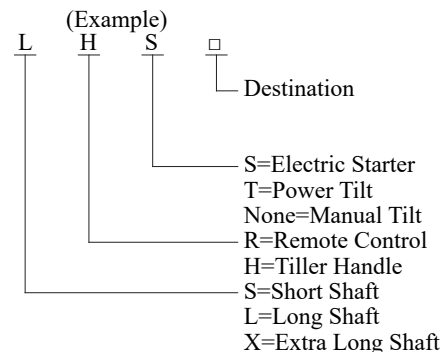 (Example)
L H S □
Destination
S=Electric Starter
T=Power Tilt
None=Manual Tilt
R=Remote Control
H=Tiller Handle
S=Short Shaft
L=Long Shaft
X=Extra Long Shaft